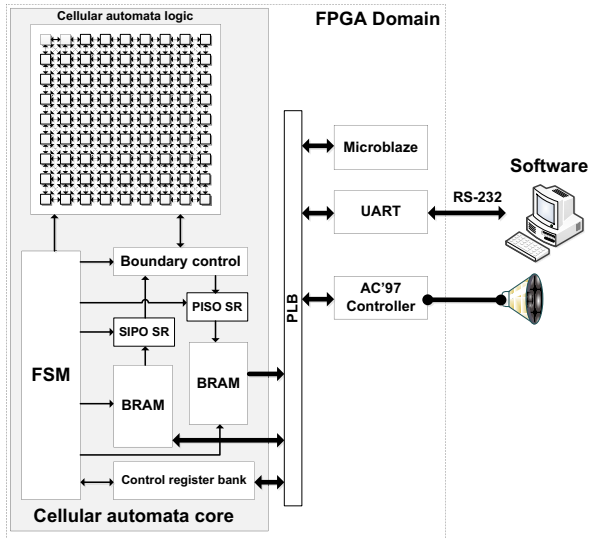 Cellular automata logic
FPGA Domain
Microblaze
Software
UART
RS-232
Boundary control
AC'97
Controller
PISO SR
PLB
SIPO SR
FSM
BRAM
BRAM
Control register bank
Cellular automata core